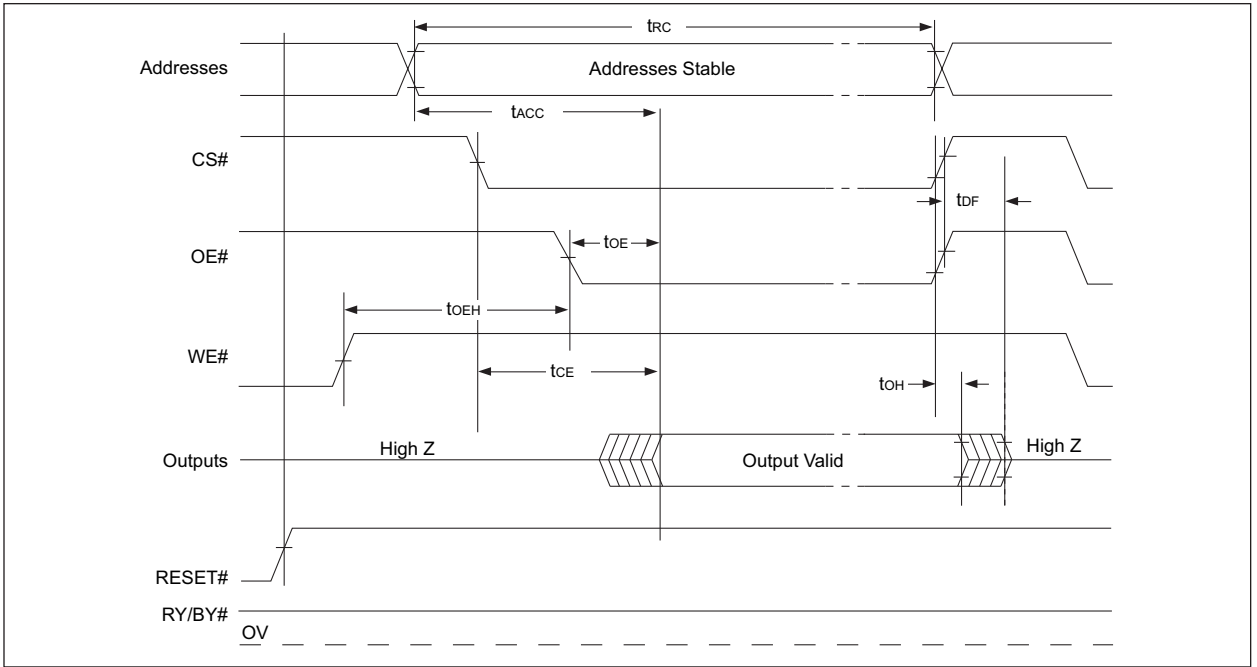 tRC
Addresses
Addresses Stable
tACC
CS#
tDF
OE#
tOE
tOEH
WE#
tCE
tOH
Outputs
High Z
Output Valid
High Z
RESET#
RY/BY#
OV